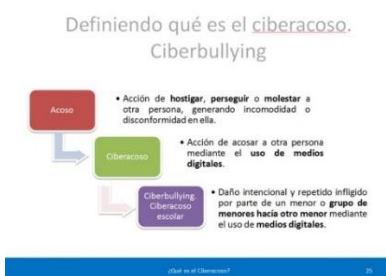 Definiendo qué es el ciberacoso.
Ciberbullying
Acoso
• Acción de hostigar, perseguir o molestar a
otra persona, generando incomodidad o
disconformidad en ella.
Ciberacoso
• Acción de acosar a otra persona
mediante el uso de medios
digitales.
Ciberbullying.
Ciberacoso
escolar
• Daño intencional y repetido infligido
por parte de un menor o grupo de
menores hacia otro menor mediante
el uso de medios digitales.
¿Qué es el Ciberacoso?
25